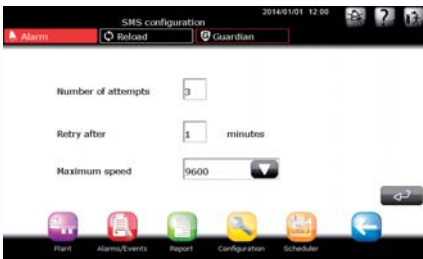 2014/01/01 12:00
SMS configuration
Alarm
Reload
Guardian
Number of attempts
3
Retry after
1
minutes
Maximum speed
9600
Plant
Alarms/Events
Report
Configuration
Scheduler